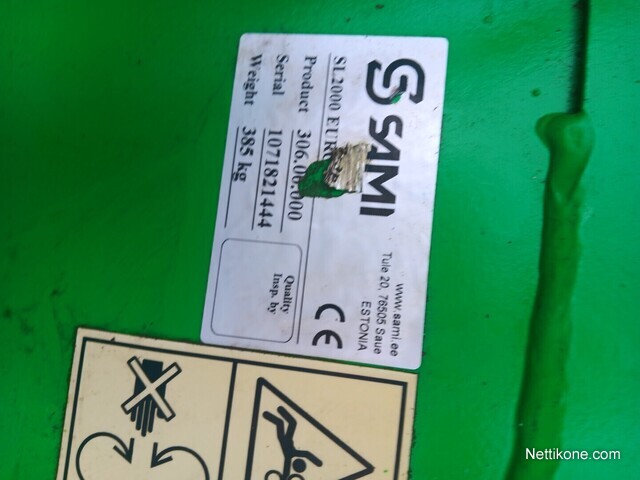 SAMI
www.sami.ee
Tule 20, 76505 Saue
ESTONIA
SL2000 EURO
Product 306.06.000
Serial 1071821444
Weight 385 kg
CE
Quality
Insp. by
Nettikone.com